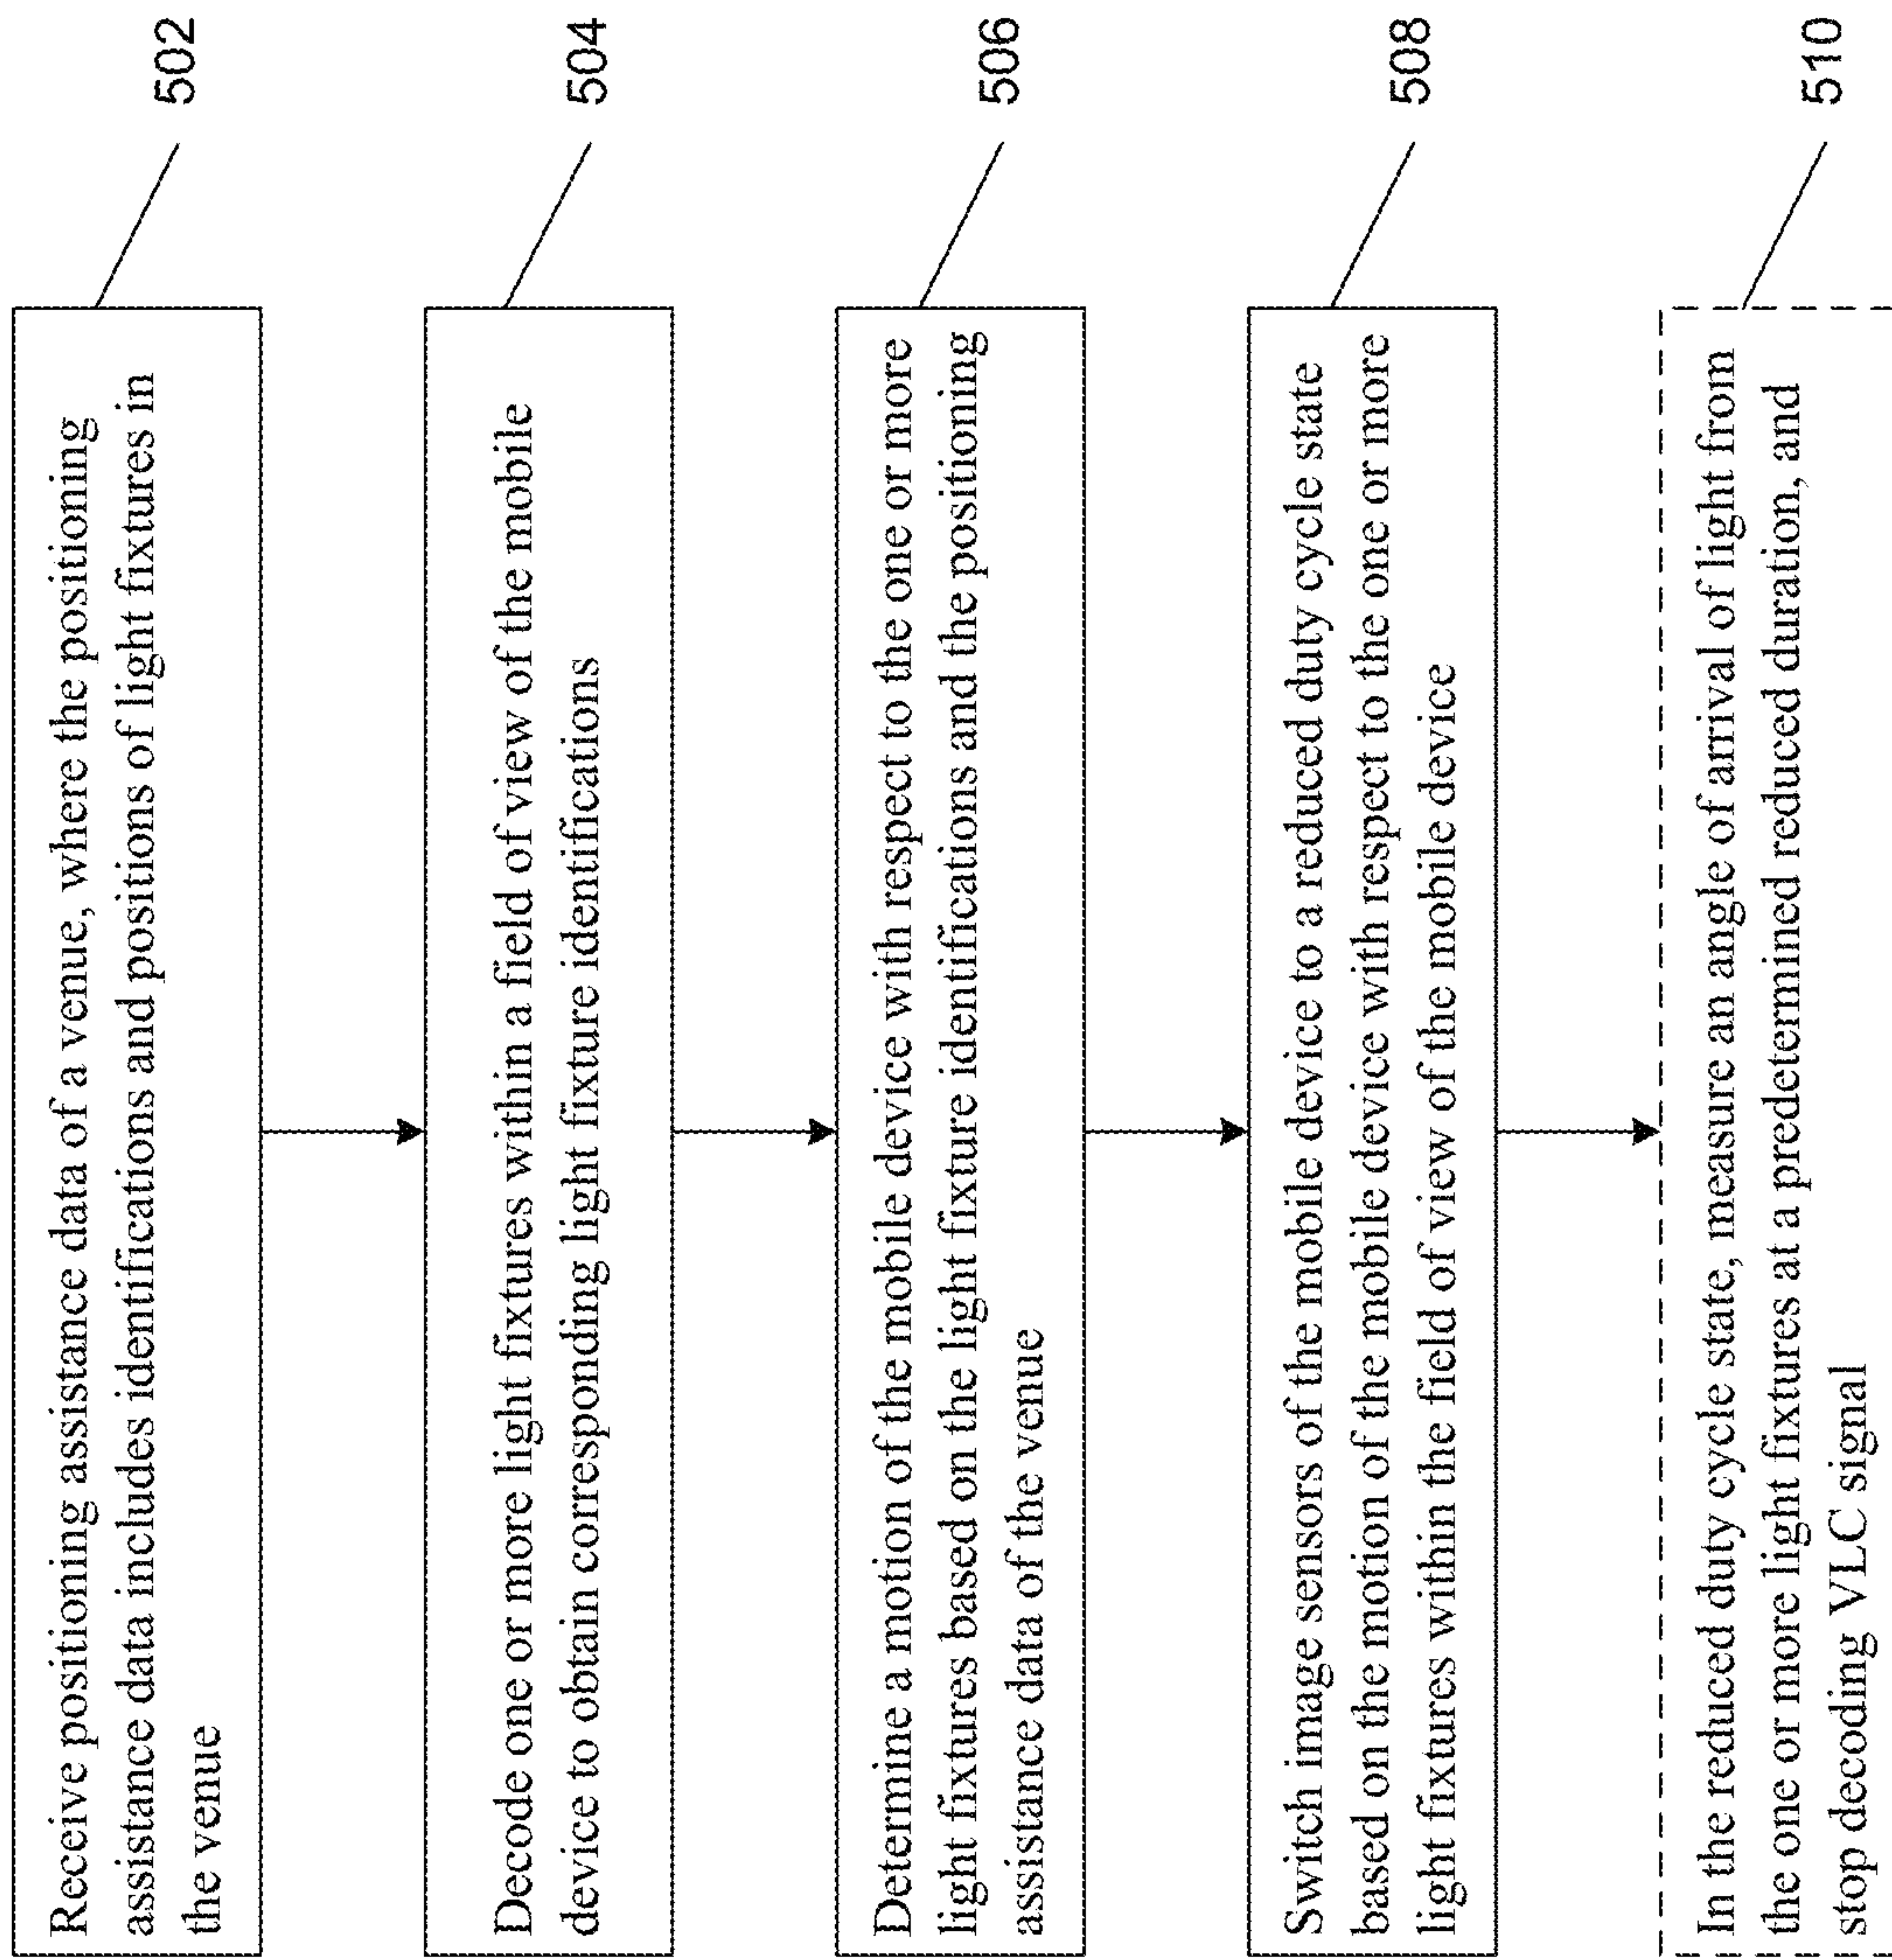 Receive positioning assistance data of a venue, where the positioning
assistance data includes identifications and positions of light fixtures in
the venue
502
Decode one or more light fixtures within a field of view of the mobile
device to obtain corresponding light fixture identifications
504
Determine a motion of the mobile device with respect to the one or more
light fixtures based on the light fixture identifications and the positioning
assistance data of the venue
506
Switch image sensors of the mobile device to a reduced duty cycle state
based on the motion of the mobile device with respect to the one or more
light fixtures within the field of view of the mobile device
508
In the reduced duty cycle state, measure an angle of arrival of light from
the one or more light fixtures at a predetermined reduced duration, and
stop decoding VLC signal
510